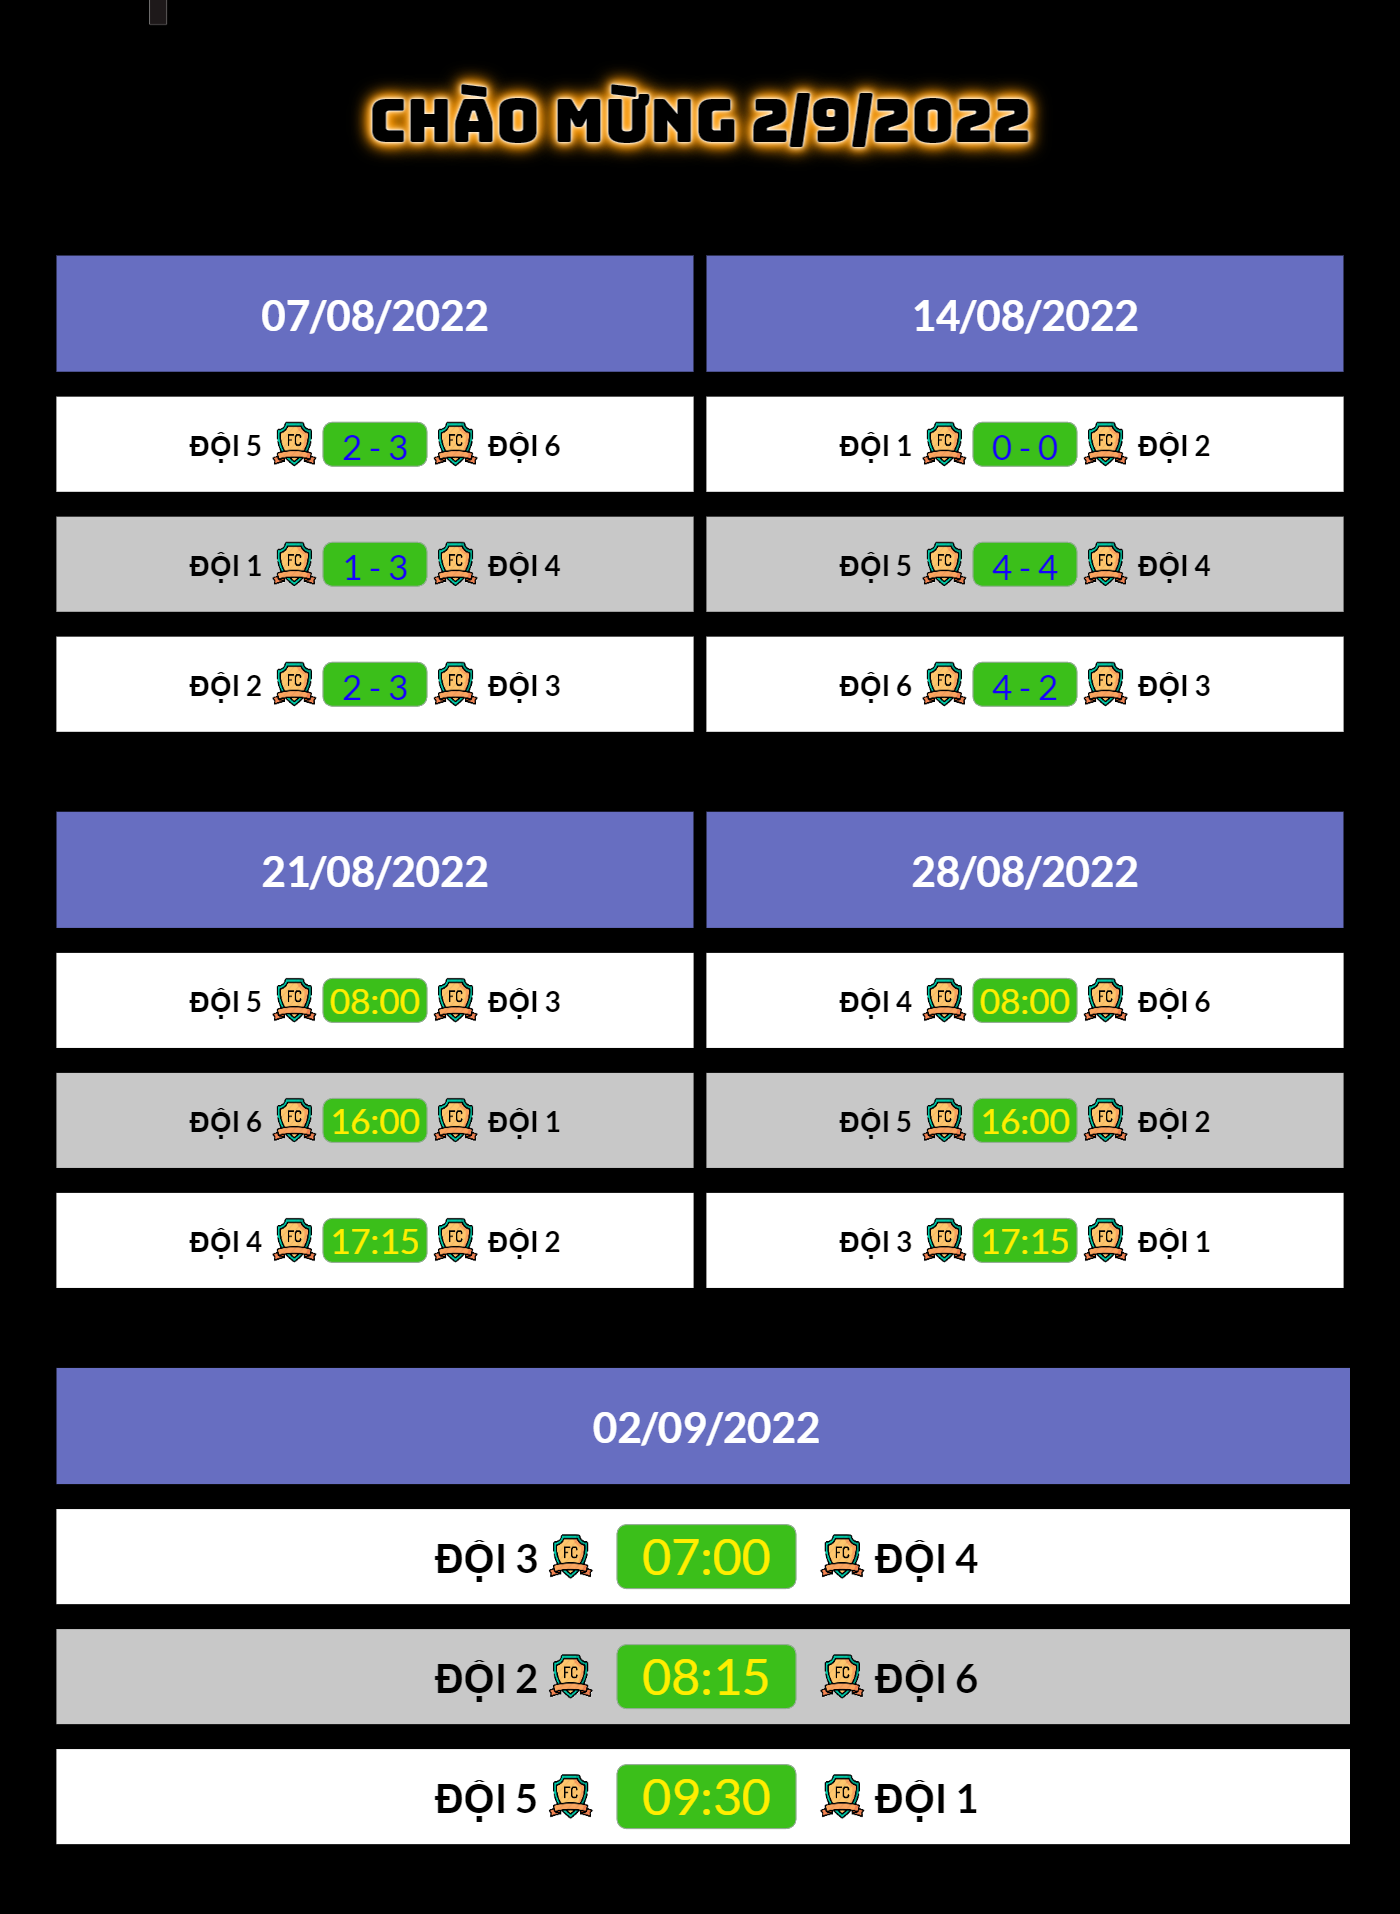 CHÀO MỪNG 2/9/2022
07/08/2022
ĐỘI 5 FC 2 - 3 FC ĐỘI 6
ĐỘI 1 FC 1 - 3 FC ĐỘI 4
ĐỘI 2 FC 2 - 3 FC ĐỘI 3
14/08/2022
ĐỘI 1 FC 0 - 0 FC ĐỘI 2
ĐỘI 5 FC 4 - 4 FC ĐỘI 4
ĐỘI 6 FC 4 - 2 FC ĐỘI 3
21/08/2022
ĐỘI 5 FC 08:00 FC ĐỘI 3
ĐỘI 6 FC 16:00 FC ĐỘI 1
ĐỘI 4 FC 17:15 FC ĐỘI 2
28/08/2022
ĐỘI 4 FC 08:00 FC ĐỘI 6
ĐỘI 5 FC 16:00 FC ĐỘI 2
ĐỘI 3 FC 17:15 FC ĐỘI 1
02/09/2022
ĐỘI 3 FC 07:00 FC ĐỘI 4
ĐỘI 2 FC 08:15 FC ĐỘI 6
ĐỘI 5 FC 09:30 FC ĐỘI 1